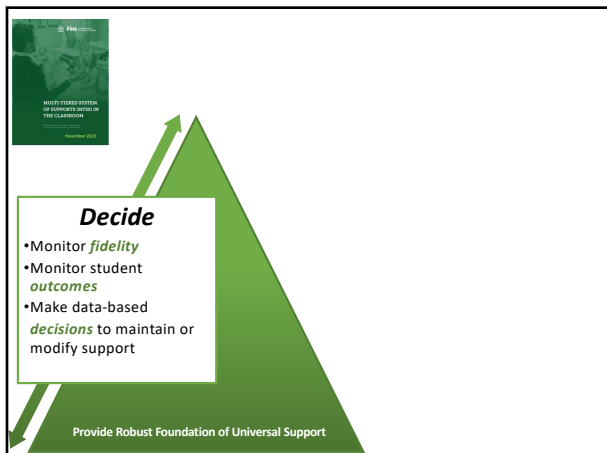 PBIS
MULTI-TIERED SYSTEM
OF SUPPORTS (MTSS) IN
THE CLASSROOM
November 2021
Decide
•Monitor fidelity
•Monitor student
outcomes
•Make data-based
decisions to maintain or
modify support
Provide Robust Foundation of Universal Support